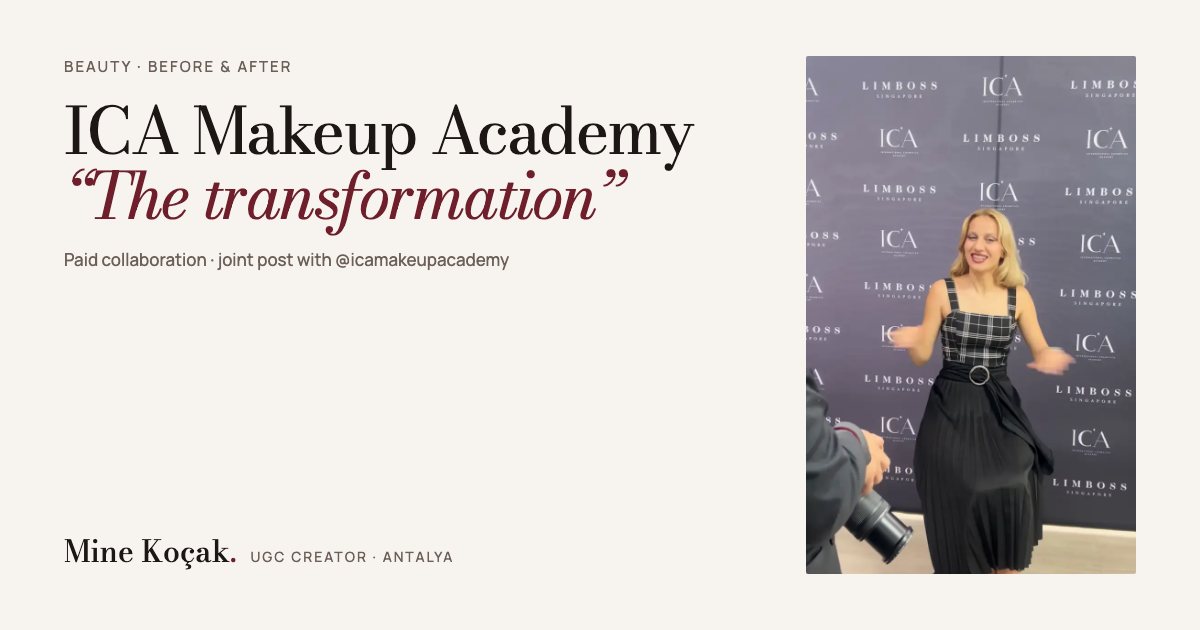 BEAUTY · BEFORE & AFTER
ICA Makeup Academy
“The transformation”
Paid collaboration · joint post with @icamakeupacademy
Mine Koçak.
UGC CREATOR · ANTALYA
LIMBOSS
SINGAPORE
ICA